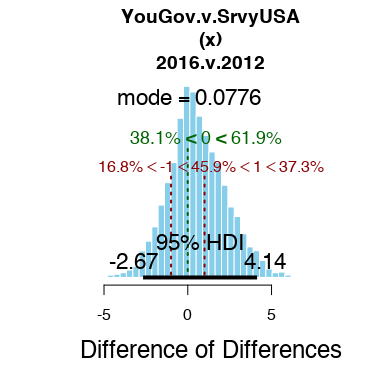 YouGov.v.SrvyUSA
(x)
2016.v.2012
mode = 0.0776
38.1% < 0 < 61.9%
16.8% < -1 < 45.9% < 1 < 37.3%
95% HDI
-2.67 4.14
-5 0 5
Difference of Differences